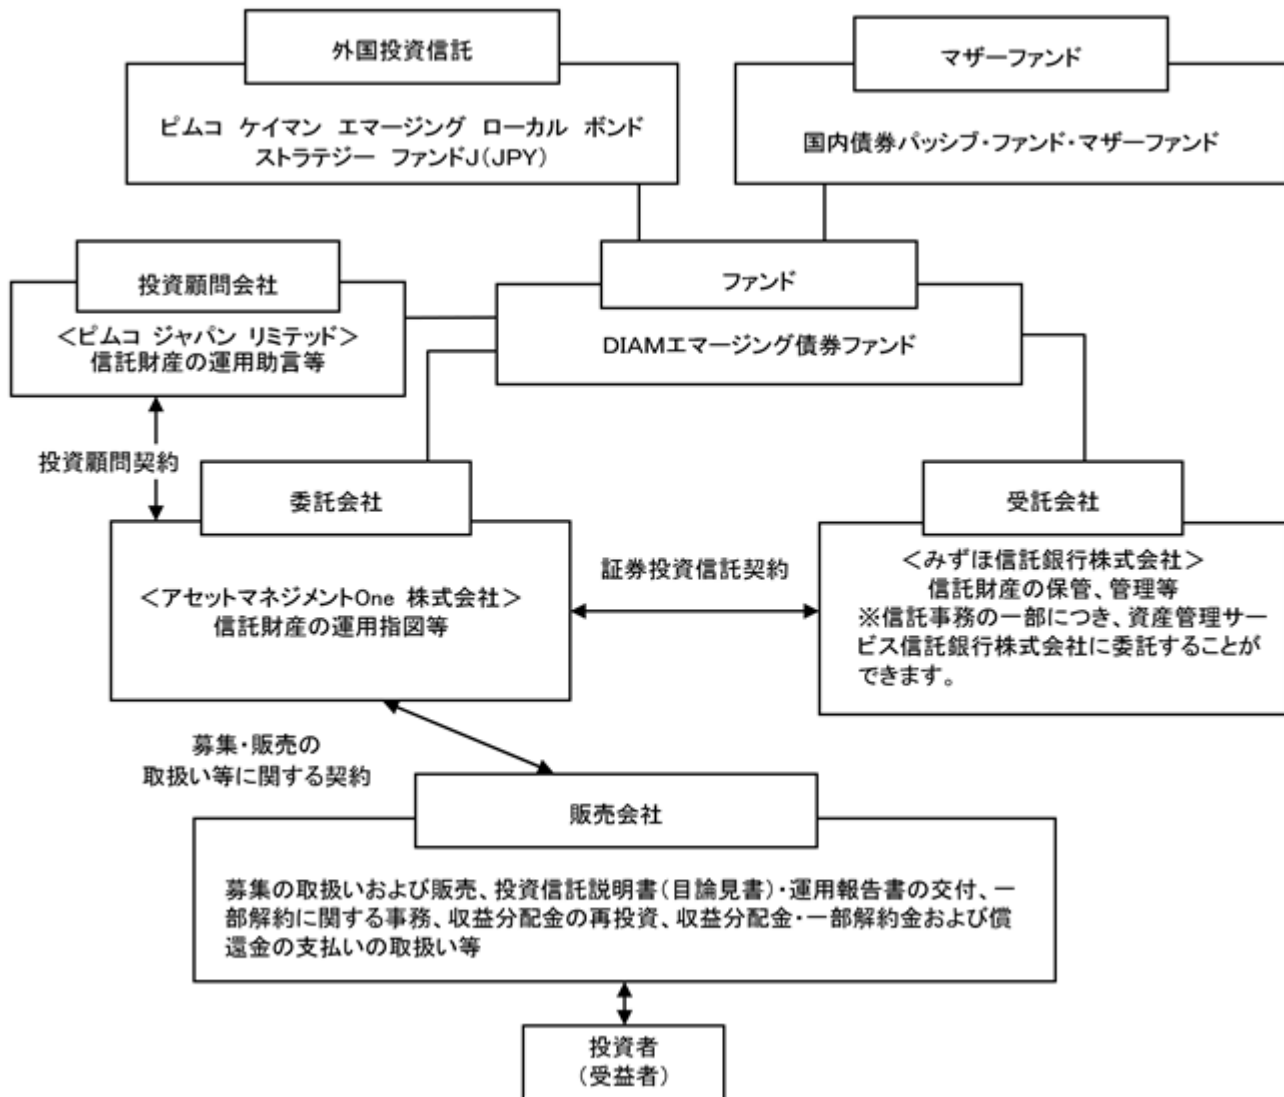 外国投資信託
ピムコ ケイマン エマージング ローカル ボンド
ストラテジー ファンドJ(JPY)
マザーファンド
国内債券パッシブ・ファンド・マザーファンド
投資顧問会社
<ピムコ ジャパン リミテッド>
信託財産の運用助言等
ファンド
DIAMエマージング債券ファンド
投資顧問契約
委託会社
<アセットマネジメントOne 株式会社>
信託財産の運用指図等
証券投資信託契約
受託会社
<みずほ信託銀行株式会社>
信託財産の保管、管理等
※信託事務の一部につき、資産管理サー
ビス信託銀行株式会社に委託することが
できます。
募集・販売の
取扱い等に関する契約
販売会社
募集の取扱いおよび販売、投資信託説明書(目論見書)・運用報告書の交付、一
部解約に関する事務、収益分配金の再投資、収益分配金・一部解約金および償
還金の支払いの取扱い等
投資者
(受益者)